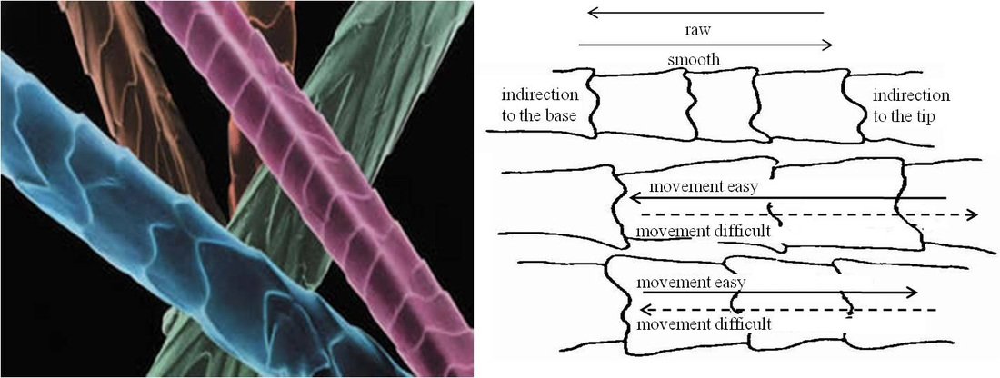 raw
smooth
indirection
to the base
indirection
to the tip
movement easy
movement difficult
movement easy
movement difficult